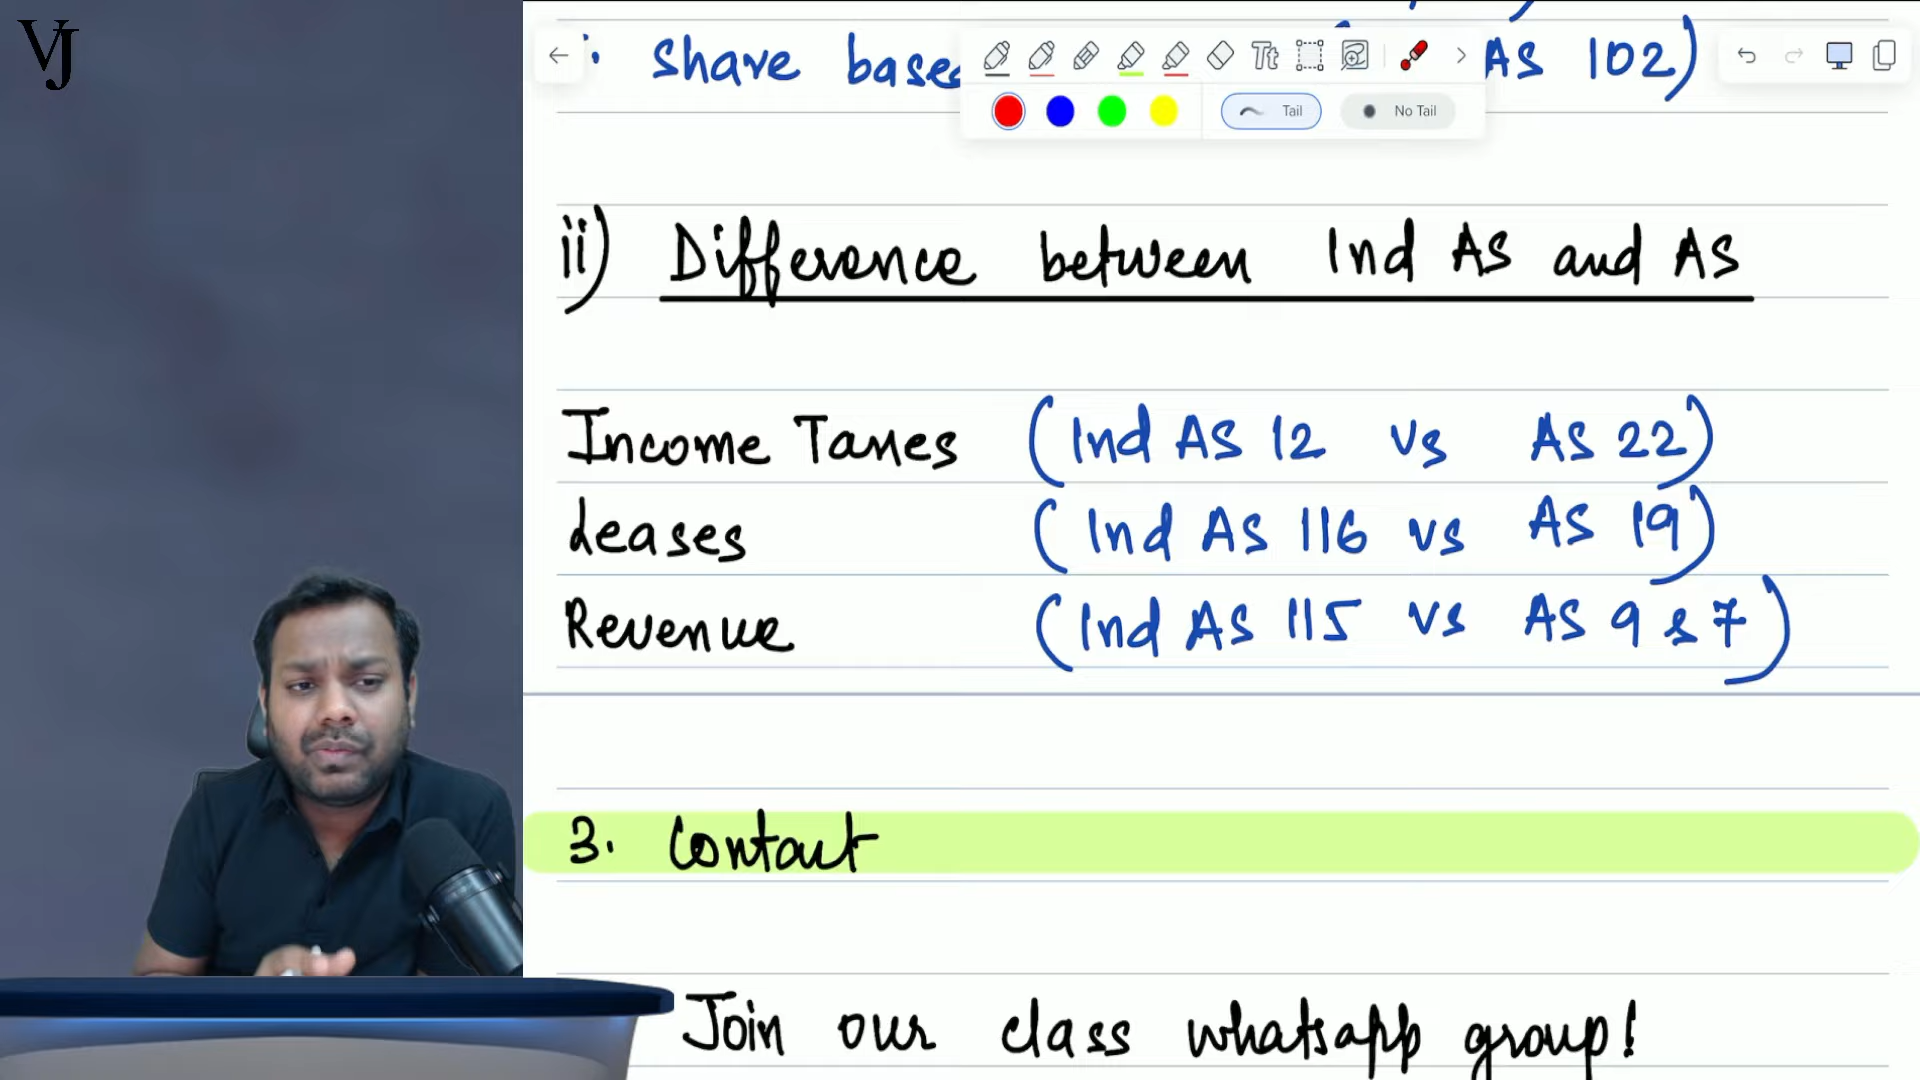 VJ
Share based AS 102)
Tt
Tail No Tail
ii) Difference between Ind AS and AS
Income Taxes (Ind AS 12 vs AS 22)
Leases (Ind AS 116 vs AS 19)
Revenue (Ind AS 115 vs AS 9 & 7)
3. Contact
Join our class whatsapp group!